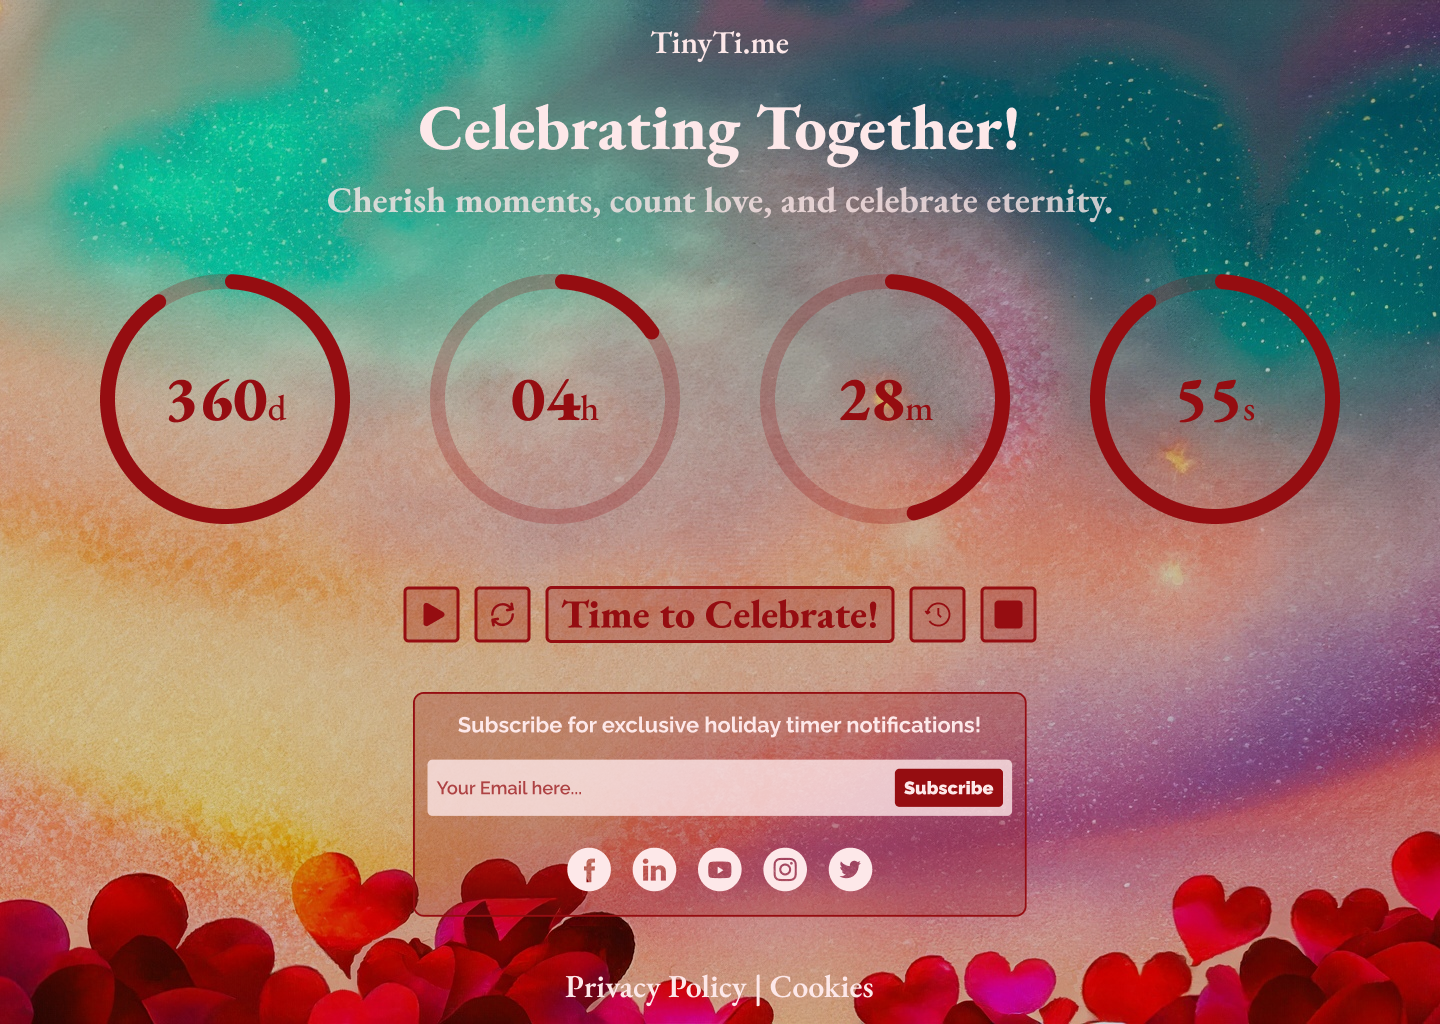 TinyTi.me
Celebrating Together!
Cherish moments, count love, and celebrate eternity.
360d 04h 28m 55s
Time to Celebrate!
Subscribe for exclusive holiday timer notifications!
Your Email here... Subscribe
Privacy Policy | Cookies